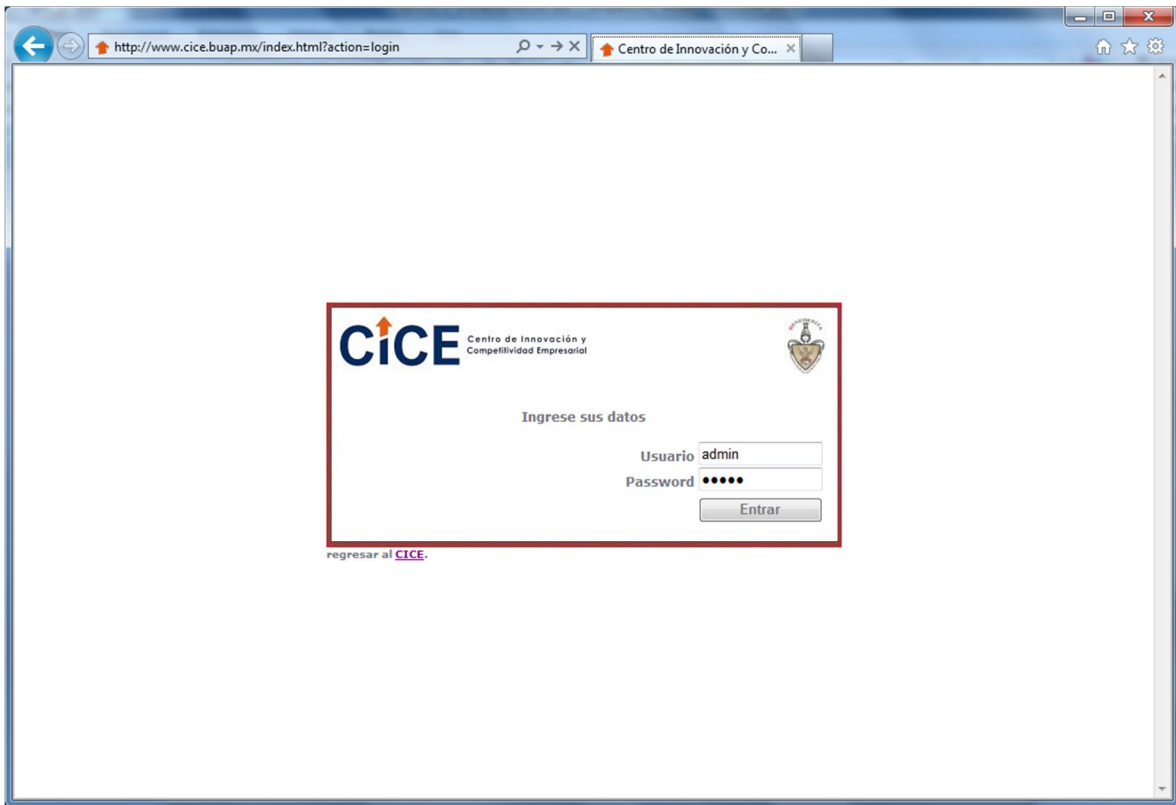 http://www.cice.buap.mx/index.html?action=login
Centro de Innovación y Co...
CiCE Centro de Innovación y
Competitividad Empresarial
BENEMERITA
Ingrese sus datos
Usuario admin
Password •••••
Entrar
regresar al CICE.